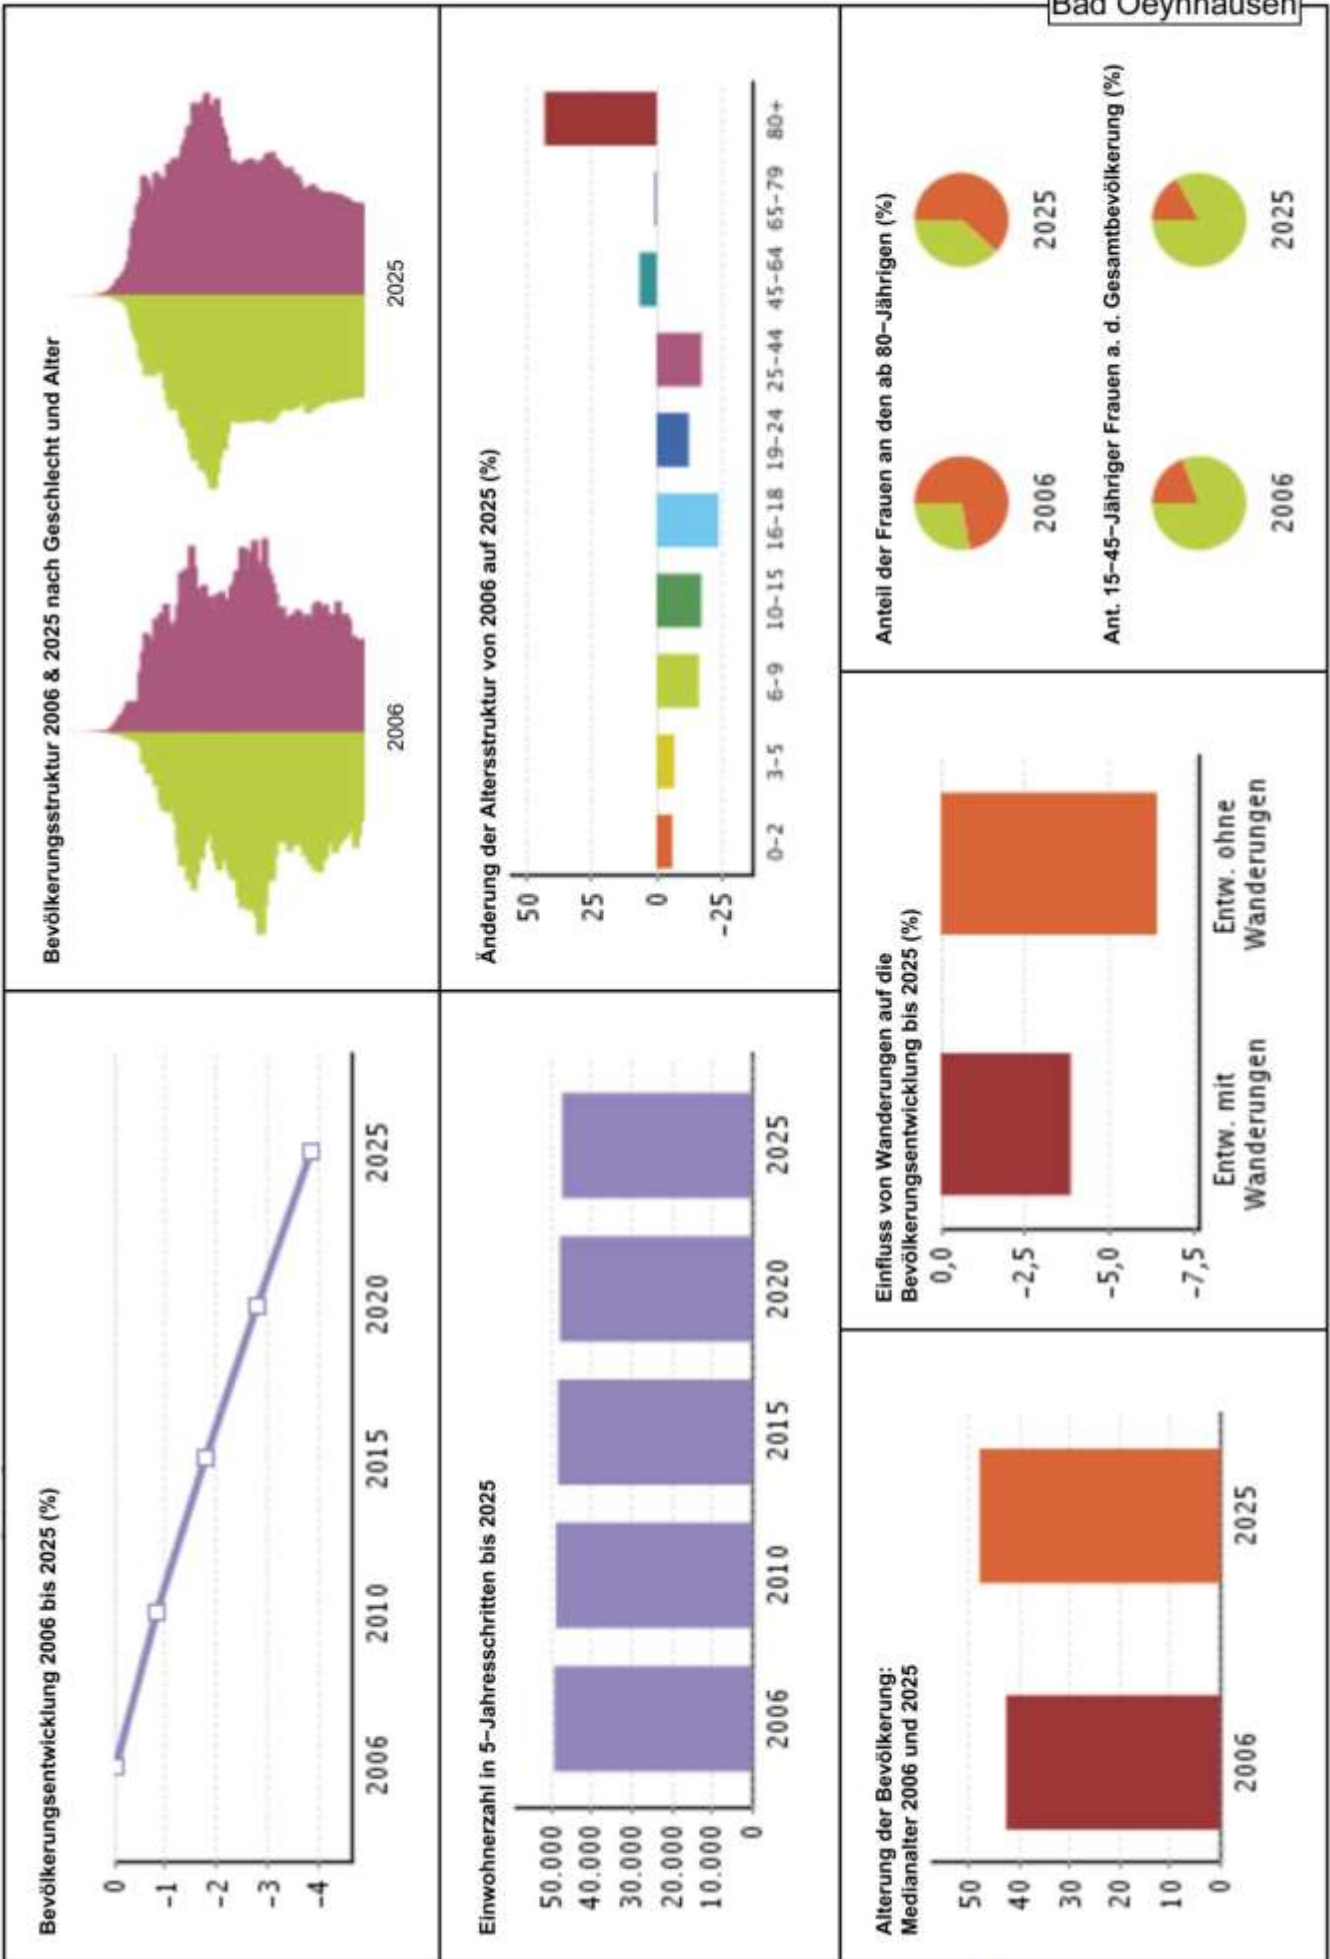 Bad Oeynhausen
Bevölkerungsentwicklung 2006 bis 2025 (%)
0
-1
-2
-3
-4
2006 2010 2015 2020 2025
Bevölkerungsstruktur 2006 & 2025 nach Geschlecht und Alter
2006 2025
Einwohnerzahl in 5-Jahresschritten bis 2025
50.000
40.000
30.000
20.000
10.000
0
2006 2010 2015 2020 2025
Änderung der Altersstruktur von 2006 auf 2025 (%)
50
25
0
-25
0-2 3-5 6-9 10-15 16-18 19-24 25-44 45-64 65-79 80+
Alterung der Bevölkerung:
Medianalter 2006 und 2025
50
40
30
20
10
0
2006 2025
Einfluss von Wanderungen auf die
Bevölkerungsentwicklung bis 2025 (%)
0,0
-2,5
-5,0
-7,5
Entw. mit
Wanderungen
Entw. ohne
Wanderungen
Anteil der Frauen an den ab 80-Jährigen (%)
2006 2025
Ant. 15-45-Jähriger Frauen a. d. Gesamtbevölkerung (%)
2006 2025